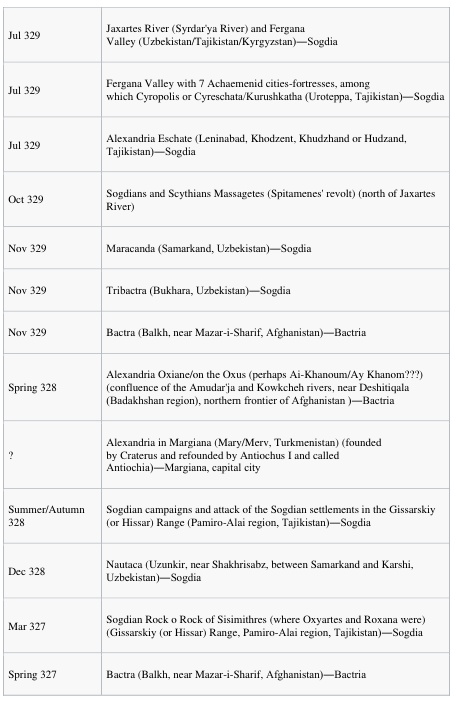 Jul 329
Jaxartes River (Syrdar'ya River) and Fergana
Valley (Uzbekistan/Tajikistan/Kyrgyzstan)—Sogdia
Jul 329
Fergana Valley with 7 Achaemenid cities-fortresses, among
which Cyropolis or Cyreschata/Kurushkatha (Uroteppa, Tajikistan)—Sogdia
Jul 329
Alexandria Eschate (Leninabad, Khodzent, Khudzhand or Hudzand,
Tajikistan)—Sogdia
Oct 329
Sogdians and Scythians Massagetes (Spitamenes' revolt) (north of Jaxartes
River)
Nov 329
Maracanda (Samarkand, Uzbekistan)—Sogdia
Nov 329
Tribactra (Bukhara, Uzbekistan)—Sogdia
Nov 329
Bactra (Balkh, near Mazar-i-Sharif, Afghanistan)—Bactria
Spring 328
Alexandria Oxiane/on the Oxus (perhaps Ai-Khanoum/Ay Khanom???)
(confluence of the Amudar'ja and Kowkcheh rivers, near Deshitiqala
(Badakhshan region), northern frontier of Afghanistan )—Bactria
?
Alexandria in Margiana (Mary/Merv, Turkmenistan) (founded
by Craterus and refounded by Antiochus I and called
Antiochia)—Margiana, capital city
Summer/Autumn
328
Sogdian campaigns and attack of the Sogdian settlements in the Gissarskiy
(or Hissar) Range (Pamiro-Alai region, Tajikistan)—Sogdia
Dec 328
Nautaca (Uzunkir, near Shakhrisabz, between Samarkand and Karshi,
Uzbekistan)—Sogdia
Mar 327
Sogdian Rock o Rock of Sisimithres (where Oxyartes and Roxana were)
(Gissarskiy (or Hissar) Range, Pamiro-Alai region, Tajikistan)—Sogdia
Spring 327
Bactra (Balkh, near Mazar-i-Sharif, Afghanistan)—Bactria